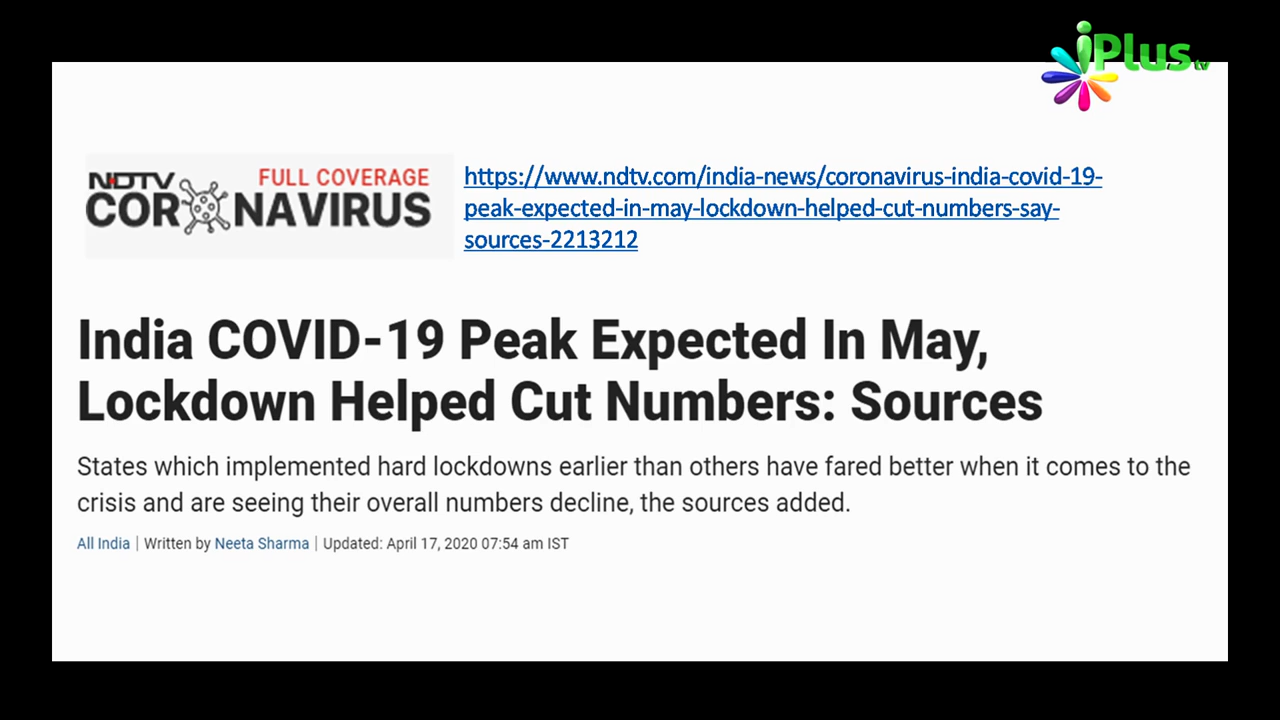 iPlus tv
NDTV
FULL COVERAGE
CORONAVIRUS
https://www.ndtv.com/india-news/coronavirus-india-covid-19-
peak-expected-in-may-lockdown-helped-cut-numbers-say-
sources-2213212
India COVID-19 Peak Expected In May,
Lockdown Helped Cut Numbers: Sources
States which implemented hard lockdowns earlier than others have fared better when it comes to the
crisis and are seeing their overall numbers decline, the sources added.
All India | Written by Neeta Sharma | Updated: April 17, 2020 07:54 am IST